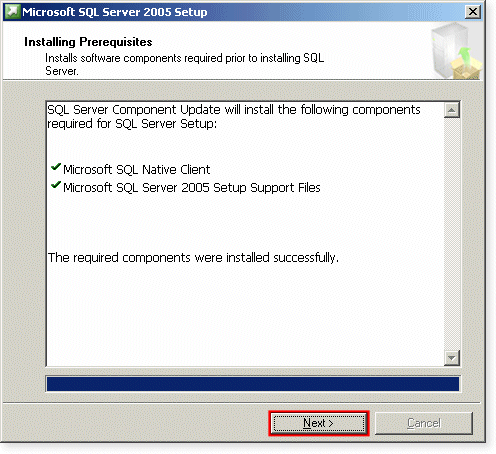 Microsoft SQL Server 2005 Setup
Installing Prerequisites
Installs software components required prior to installing SQL
Server.
SQL Server Component Update will install the following components
required for SQL Server Setup:
Microsoft SQL Native Client
Microsoft SQL Server 2005 Setup Support Files
The required components were installed successfully.
Next >
Cancel